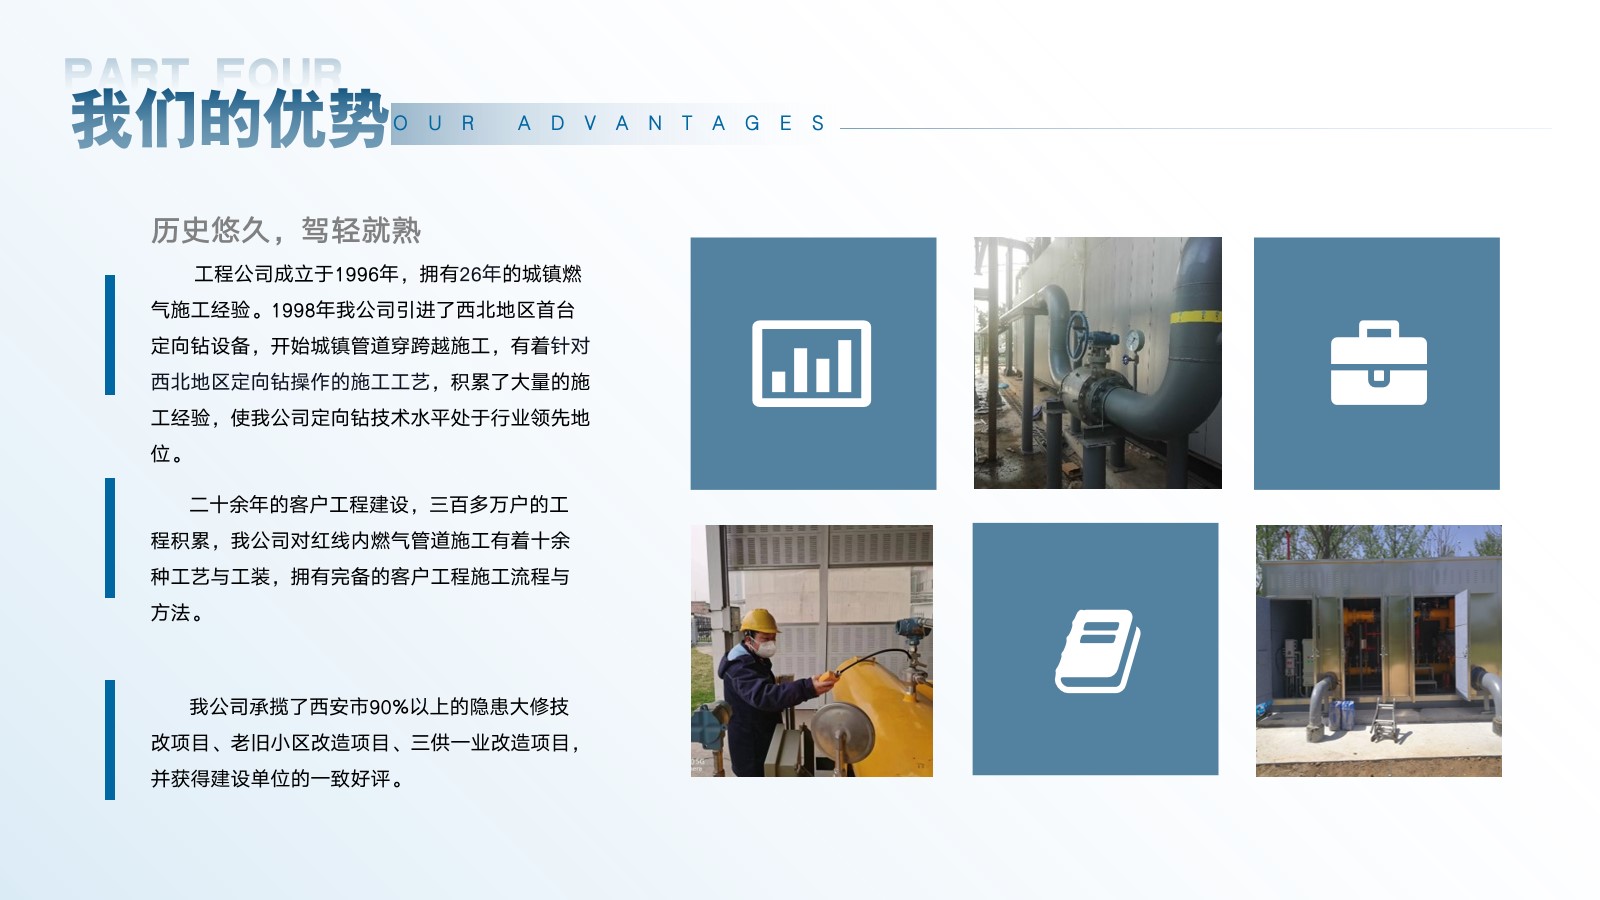 PART FOUR
我们的优势
OUR ADVANTAGES
历史悠久，驾轻就熟
工程公司成立于1996年，拥有26年的城镇燃
气施工经验。1998年我公司引进了西北地区首台
定向钻设备，开始城镇管道穿跨越施工，有着针对
西北地区定向钻操作的施工工艺，积累了大量的施
工经验，使我公司定向钻技术水平处于行业领先地
位。
二十余年的客户工程建设，三百多万户的工
程积累，我公司对红线内燃气管道施工有着十余
种工艺与工装，拥有完备的客户工程施工流程与
方法。
我公司承揽了西安市90%以上的隐患大修技
改项目、老旧小区改造项目、三供一业改造项目，
并获得建设单位的一致好评。